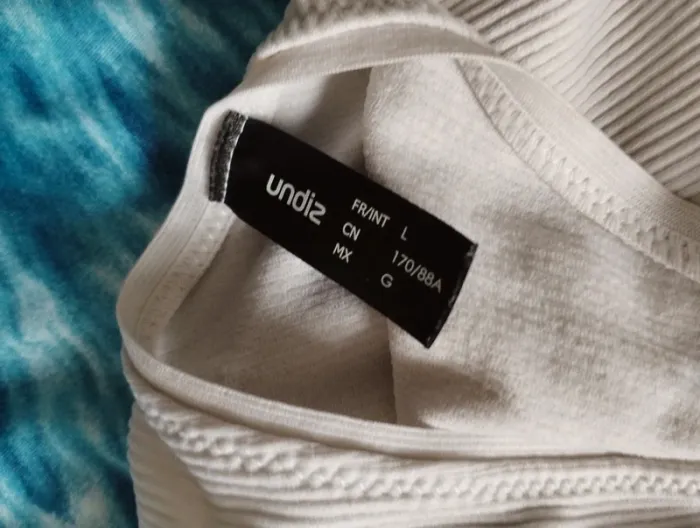 undiz
FR/INT L
CN 170/88A
MX G